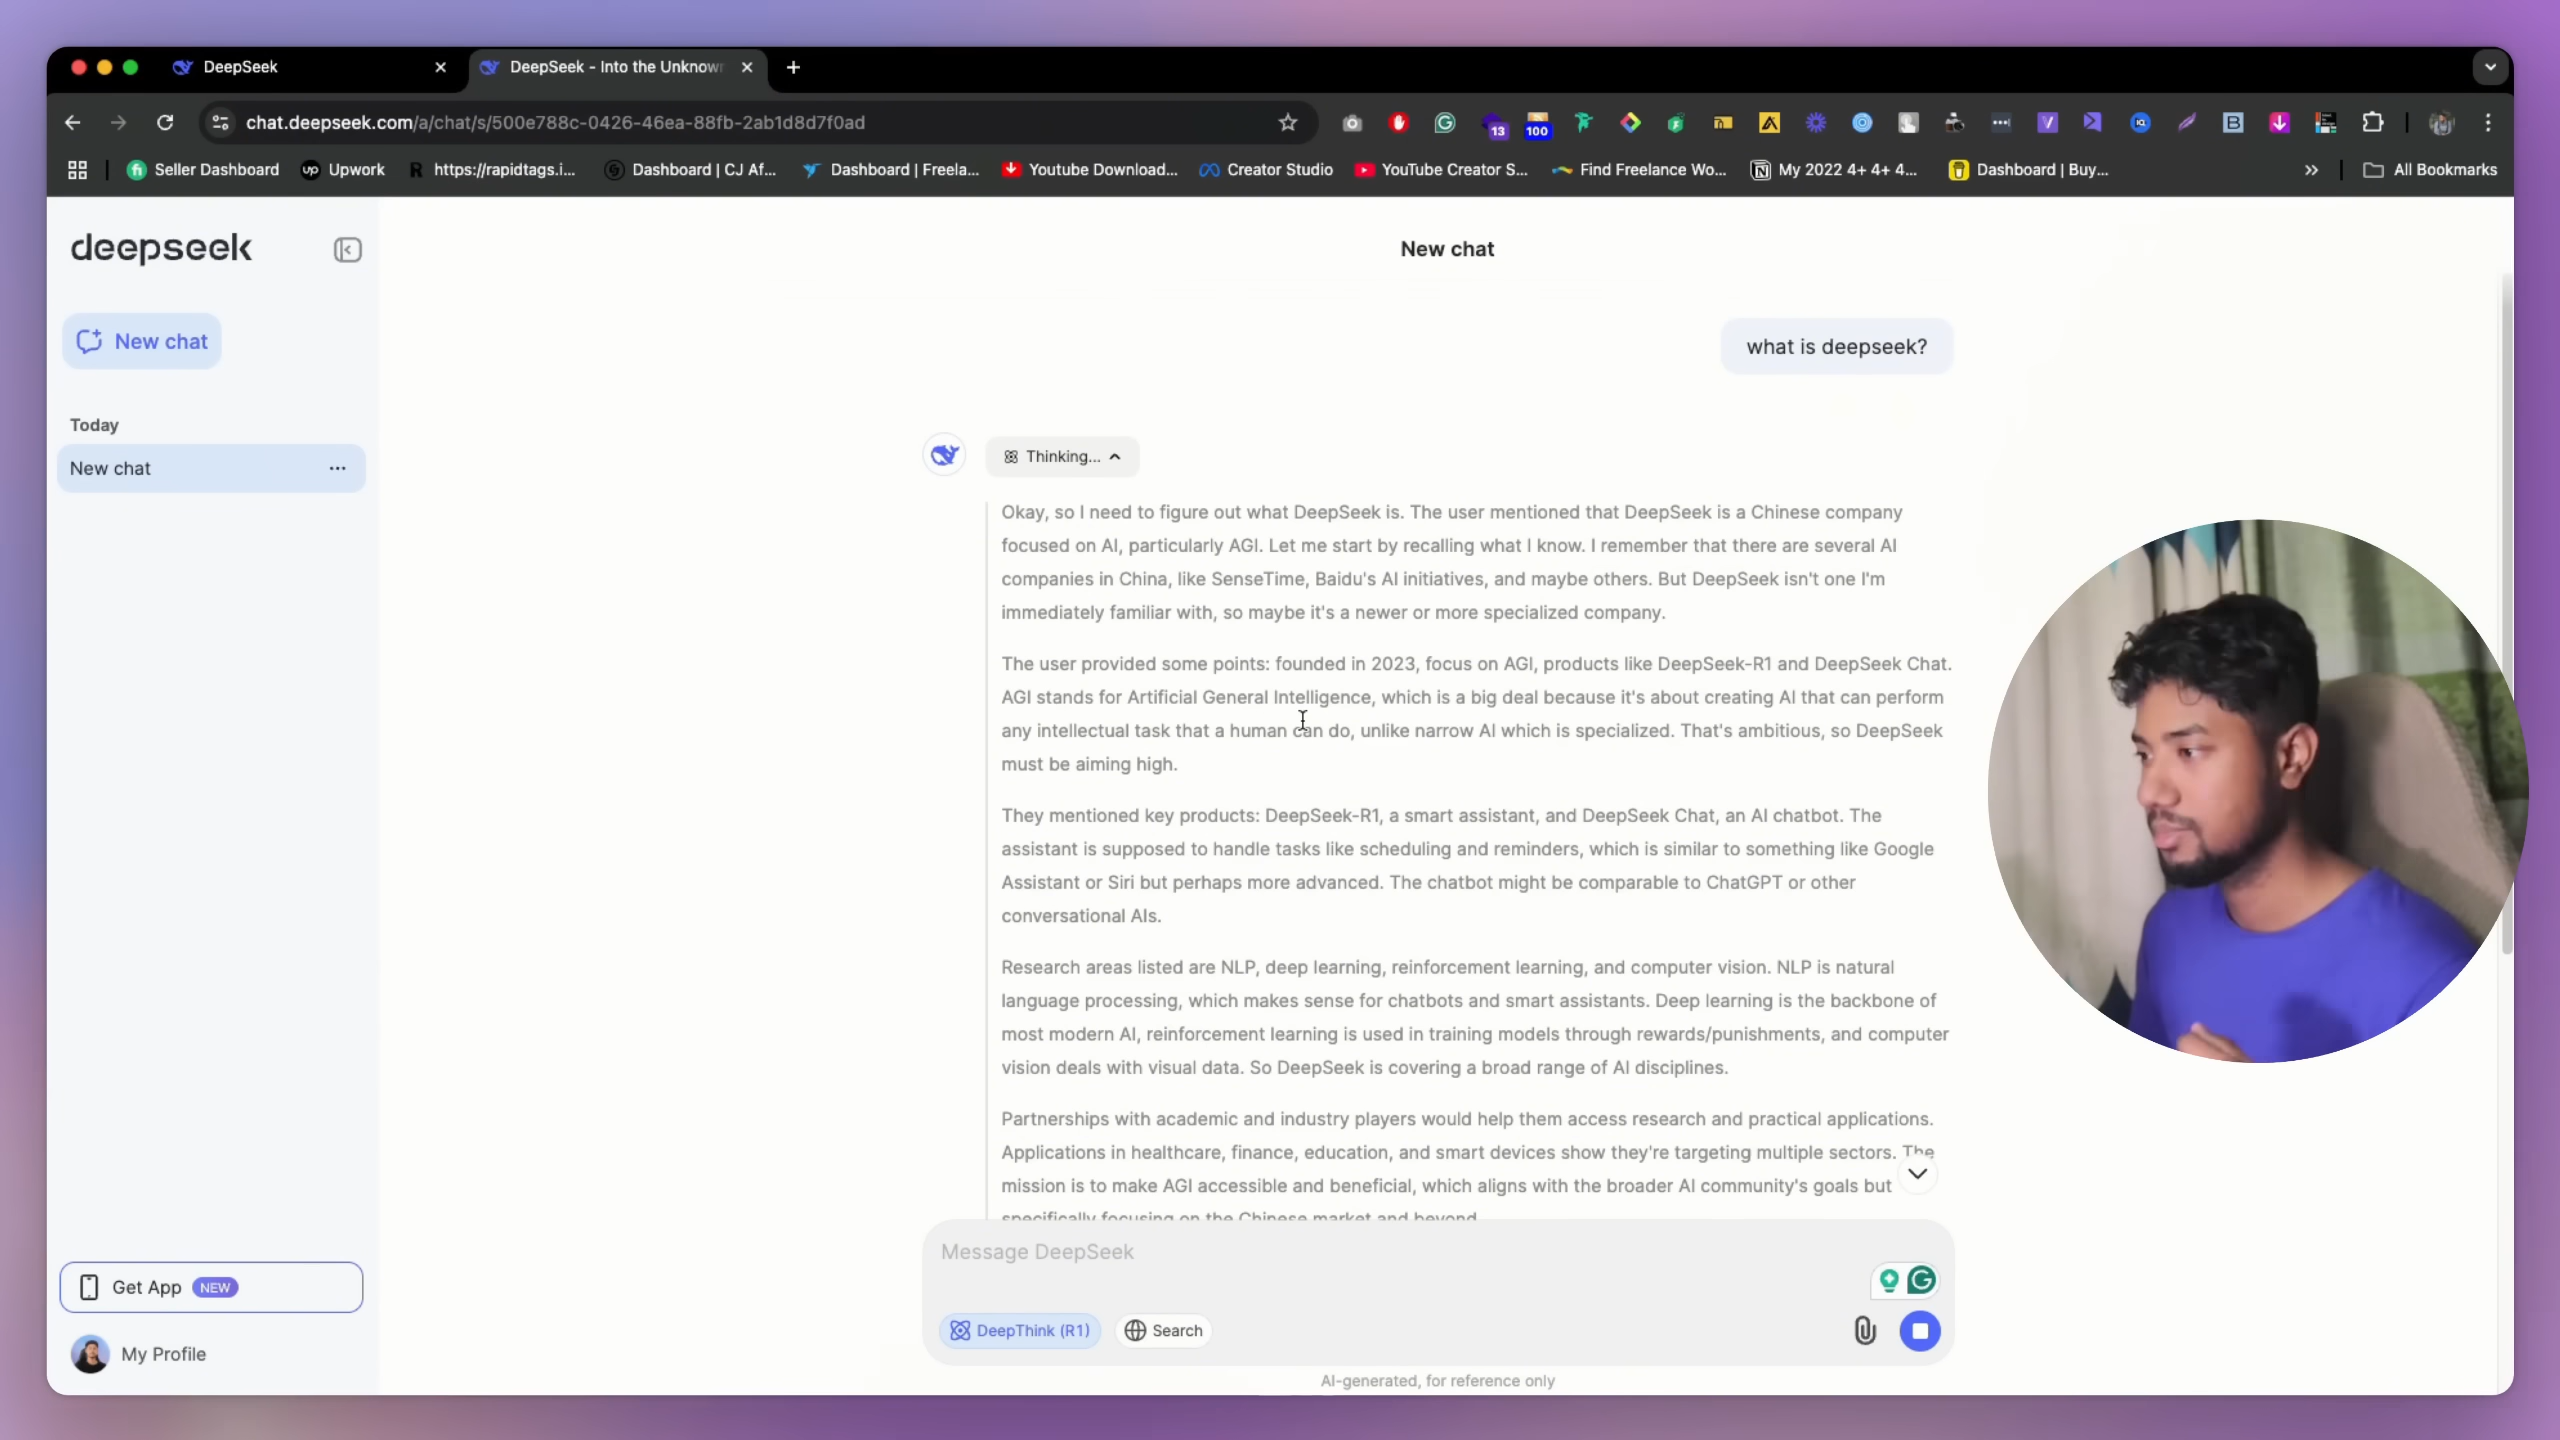 DeepSeek
DeepSeek - Into the Unknown
chat.deepseek.com/a/chat/s/500e788c-0426-46ea-88fb-2ab1d8d7f0ad
13
100
Seller Dashboard
up Upwork
R https://rapidtags.i...
Dashboard | CJ Af...
Dashboard | Freela...
Youtube Download...
Creator Studio
YouTube Creator S...
Find Freelance Wo...
My 2022 4+ 4+ 4...
Dashboard | Buy...
All Bookmarks
deepseek
New chat
New chat
Today
New chat
what is deepseek?
Thinking...
Okay, so I need to figure out what DeepSeek is. The user mentioned that DeepSeek is a Chinese company
focused on AI, particularly AGI. Let me start by recalling what I know. I remember that there are several AI
companies in China, like SenseTime, Baidu's AI initiatives, and maybe others. But DeepSeek isn't one I'm
immediately familiar with, so maybe it's a newer or more specialized company.
The user provided some points: founded in 2023, focus on AGI, products like DeepSeek-R1 and DeepSeek Chat.
AGI stands for Artificial General Intelligence, which is a big deal because it's about creating AI that can perform
any intellectual task that a human can do, unlike narrow AI which is specialized. That's ambitious, so DeepSeek
must be aiming high.
They mentioned key products: DeepSeek-R1, a smart assistant, and DeepSeek Chat, an AI chatbot. The
assistant is supposed to handle tasks like scheduling and reminders, which is similar to something like Google
Assistant or Siri but perhaps more advanced. The chatbot might be comparable to ChatGPT or other
conversational AIs.
Research areas listed are NLP, deep learning, reinforcement learning, and computer vision. NLP is natural
language processing, which makes sense for chatbots and smart assistants. Deep learning is the backbone of
most modern AI, reinforcement learning is used in training models through rewards/punishments, and computer
vision deals with visual data. So DeepSeek is covering a broad range of AI disciplines.
Partnerships with academic and industry players would help them access research and practical applications.
Applications in healthcare, finance, education, and smart devices show they're targeting multiple sectors. The
mission is to make AGI accessible and beneficial, which aligns with the broader AI community's goals but
specifically focusing on the Chinese market and beyond.
Message DeepSeek
DeepThink (R1)
Search
AI-generated, for reference only
Get App NEW
My Profile